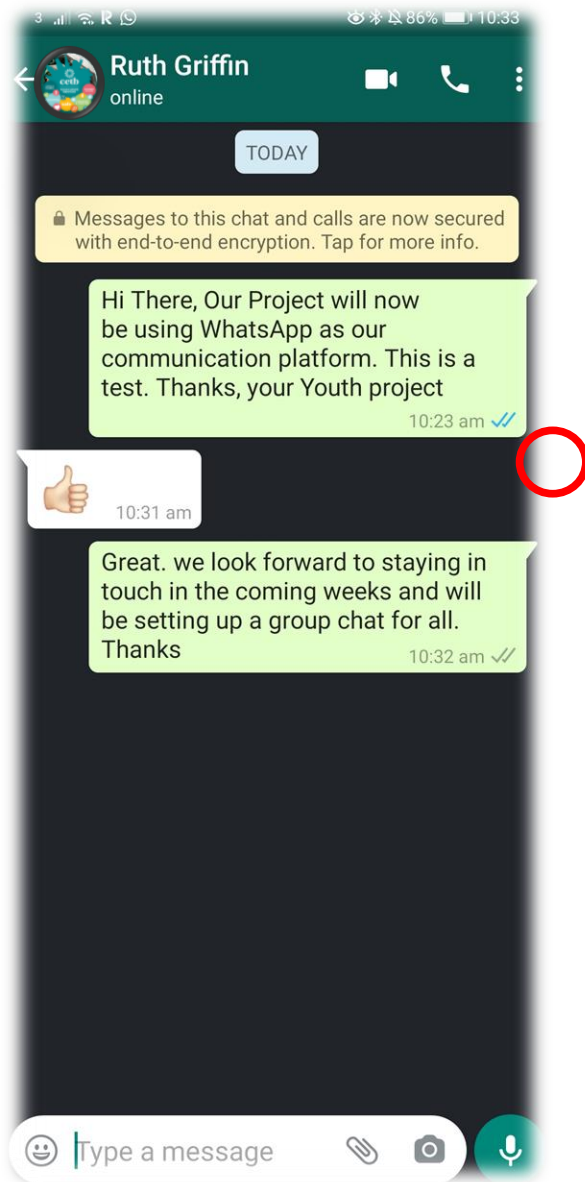 3 R 86% 10:33
Ruth Griffin
online
cetb
TODAY
Messages to this chat and calls are now secured
with end-to-end encryption. Tap for more info.
Hi There, Our Project will now
be using WhatsApp as our
communication platform. This is a
test. Thanks, your Youth project
10:23 am
10:31 am
Great. we look forward to staying in
touch in the coming weeks and will
be setting up a group chat for all.
Thanks
10:32 am
Type a message